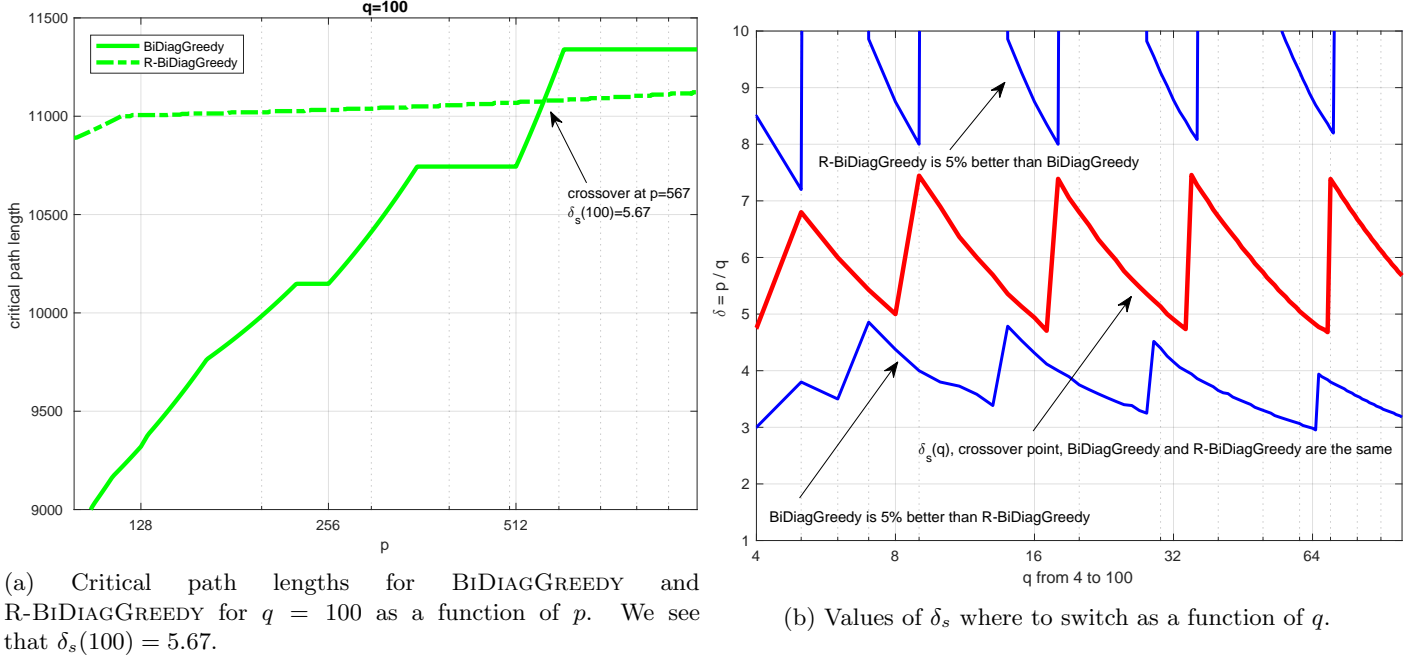 q=100
11500
11000
10500
10000
9500
9000
critical path length
BiDiagGreedy
R-BiDiagGreedy
crossover at p=567
δs(100)=5.67
128
256
512
p
(a) Critical path lengths for BIDIAGGREEDY and
R-BIDIAGGREEDY for q = 100 as a function of p. We see
that δs(100) = 5.67.
10
9
8
7
6
5
4
3
2
1
δ = p / q
R-BiDiagGreedy is 5% better than BiDiagGreedy
δs(q), crossover point, BiDiagGreedy and R-BiDiagGreedy are the same
BiDiagGreedy is 5% better than R-BiDiagGreedy
4
8
16
32
64
q from 4 to 100
(b) Values of δs where to switch as a function of q.